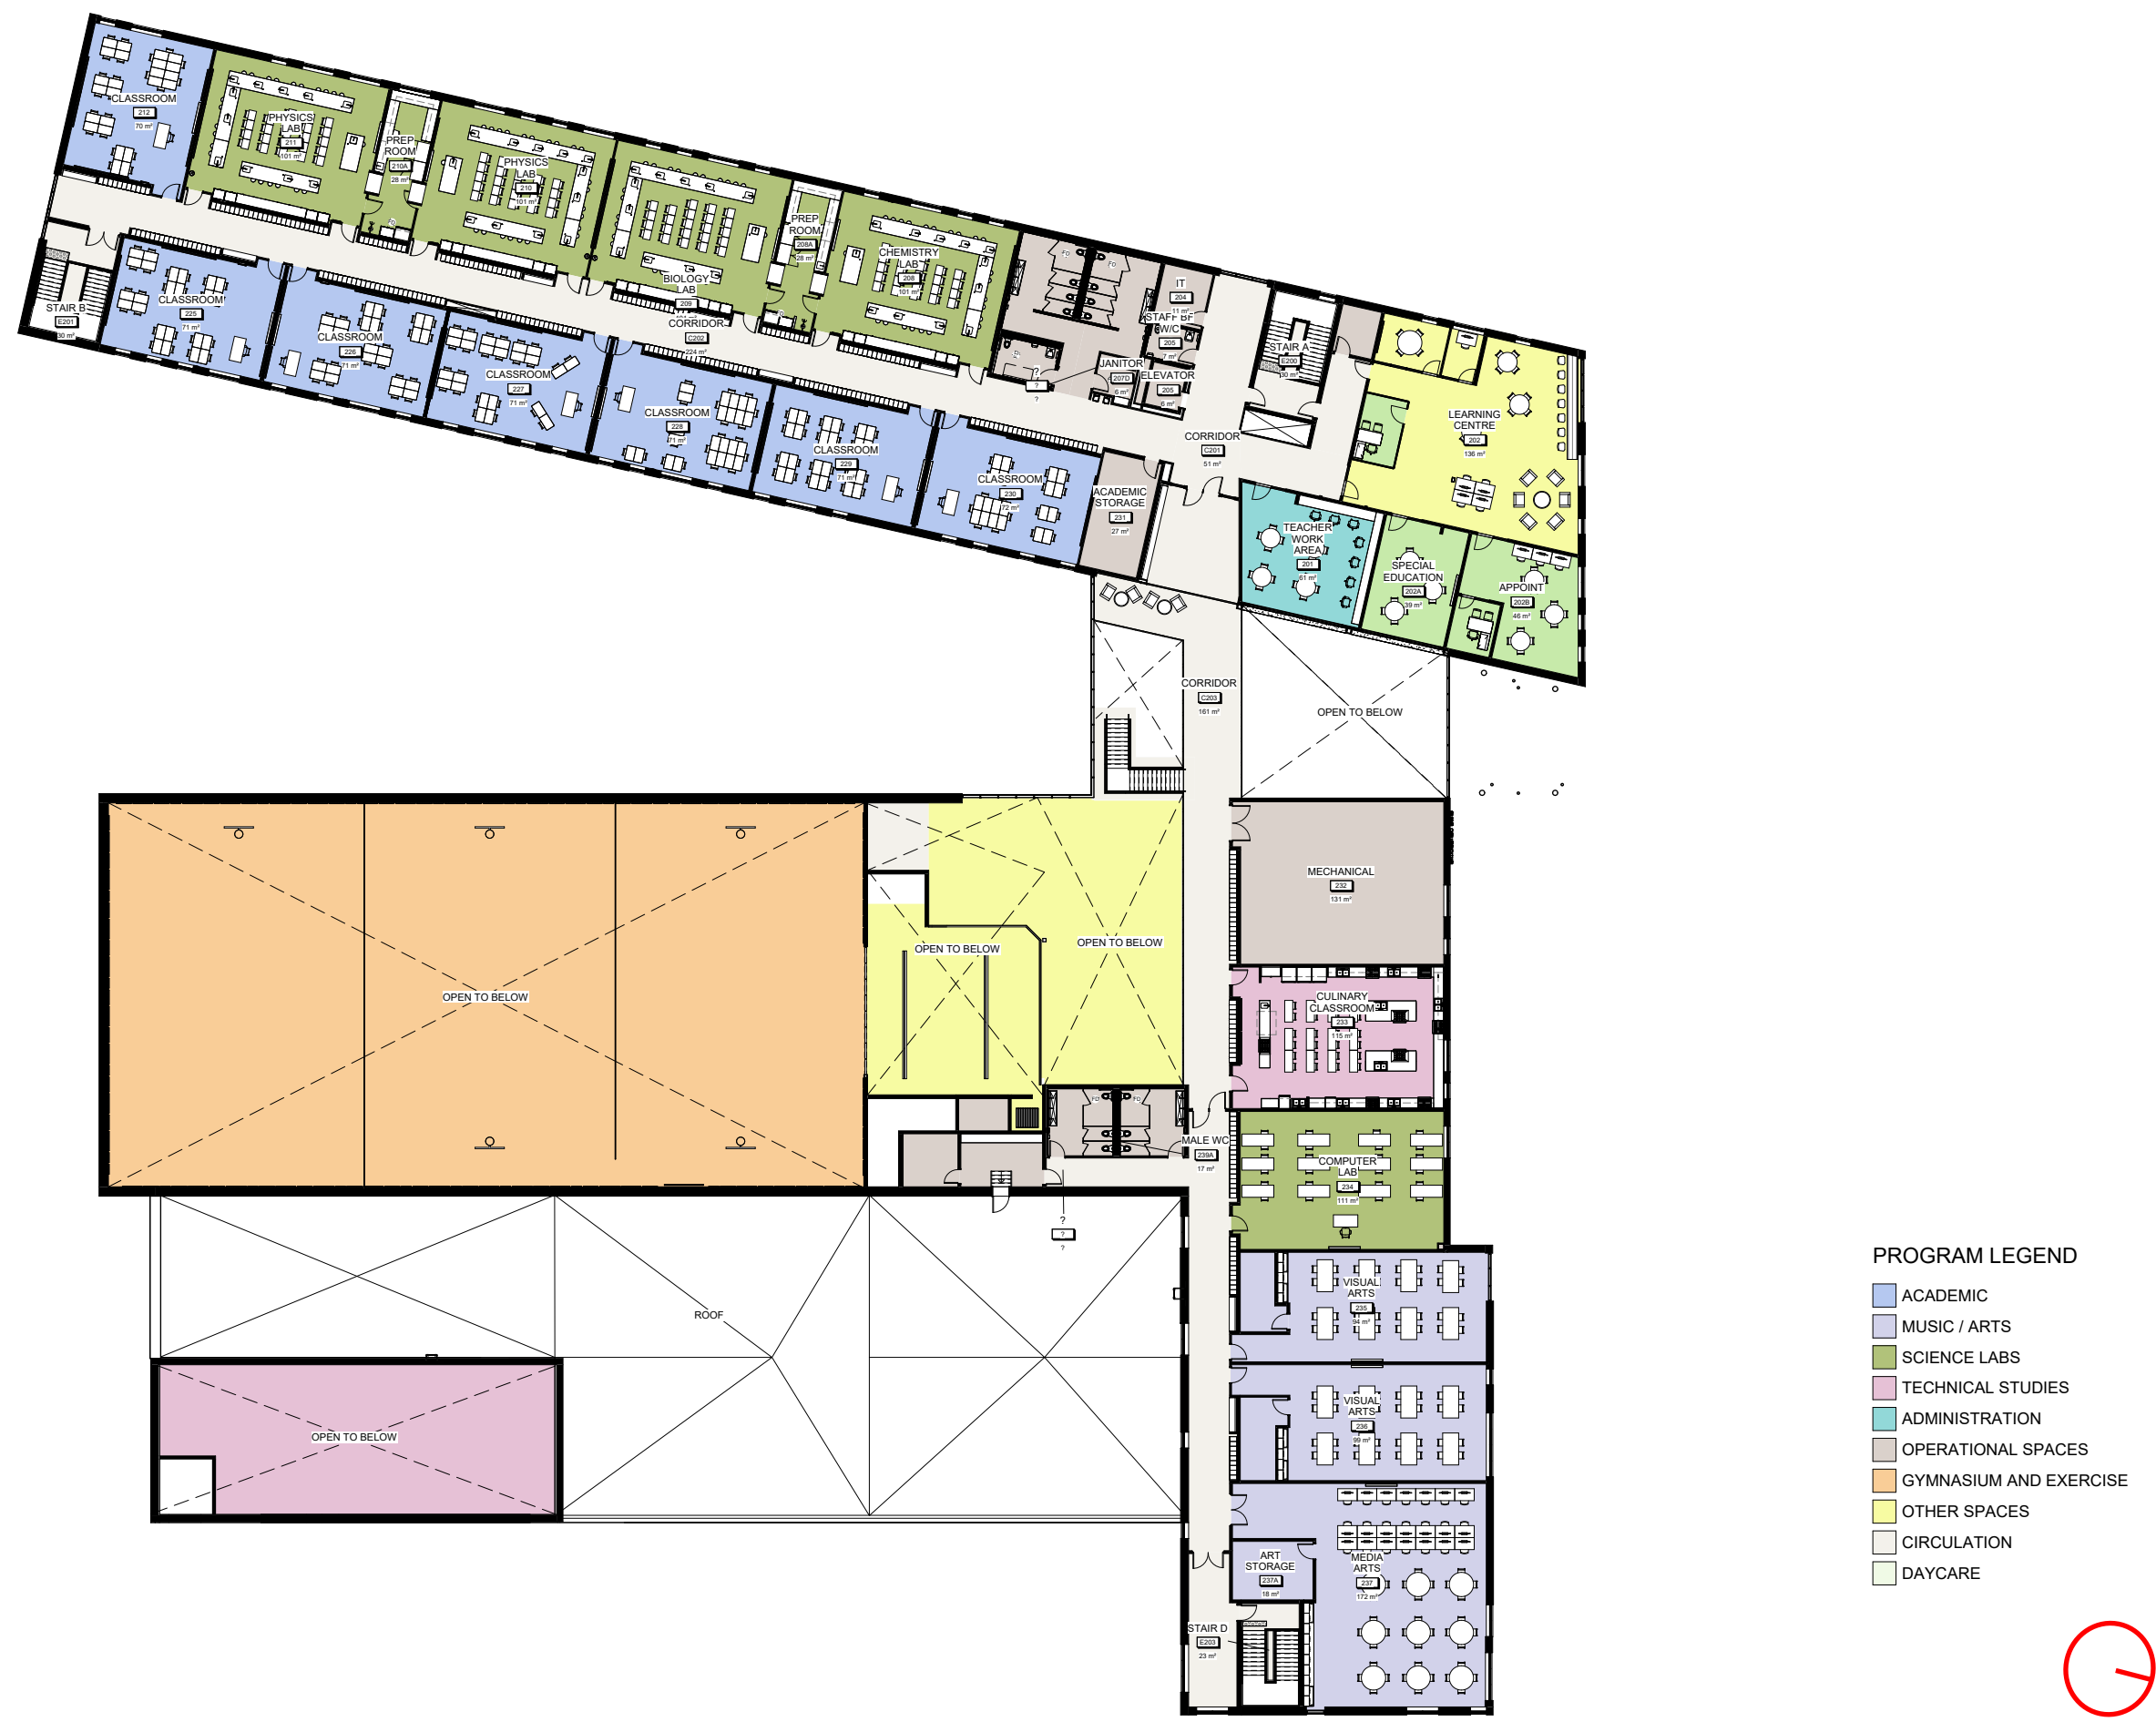 CLASSROOM
212
70 m²
PHYSICS
LAB
211
101 m²
PREP
ROOM
210A
28 m²
PHYSICS
LAB
210
101 m²
BIOLOGY
LAB
209
PREP
ROOM
208A
28 m²
CHEMISTRY
LAB
208
101 m²
FD
FD
FD
IT
204
11 m²
STAFF BF
W/C
205
7 m²
JANITOR
207D
6 m²
ELEVATOR
205
6 m²
?
?
?
STAIR A
E200
30 m²
STAIR B
E201
30 m²
CLASSROOM
225
71 m²
CLASSROOM
226
71 m²
CLASSROOM
227
71 m²
CORRIDOR
C202
224 m²
CLASSROOM
228
71 m²
CLASSROOM
229
71 m²
CLASSROOM
230
72 m²
ACADEMIC
STORAGE
231
27 m²
CORRIDOR
C201
51 m²
LEARNING
CENTRE
202
136 m²
TEACHER
WORK
AREA
201
61 m²
SPECIAL
EDUCATION
202A
39 m²
APPOINT
202B
46 m²
CORRIDOR
C203
161 m²
OPEN TO BELOW
MECHANICAL
232
131 m²
OPEN TO BELOW
OPEN TO BELOW
OPEN TO BELOW
CULINARY
CLASSROOM
233
115 m²
FD
FD
MALE WC
239A
17 m²
COMPUTER
LAB
234
111 m²
?
?
?
VISUAL
ARTS
235
94 m²
ROOF
VISUAL
ARTS
236
99 m²
OPEN TO BELOW
ART
STORAGE
237A
18 m²
MEDIA
ARTS
237
172 m²
STAIR D
E203
23 m²
PROGRAM LEGEND
ACADEMIC
MUSIC / ARTS
SCIENCE LABS
TECHNICAL STUDIES
ADMINISTRATION
OPERATIONAL SPACES
GYMNASIUM AND EXERCISE
OTHER SPACES
CIRCULATION
DAYCARE